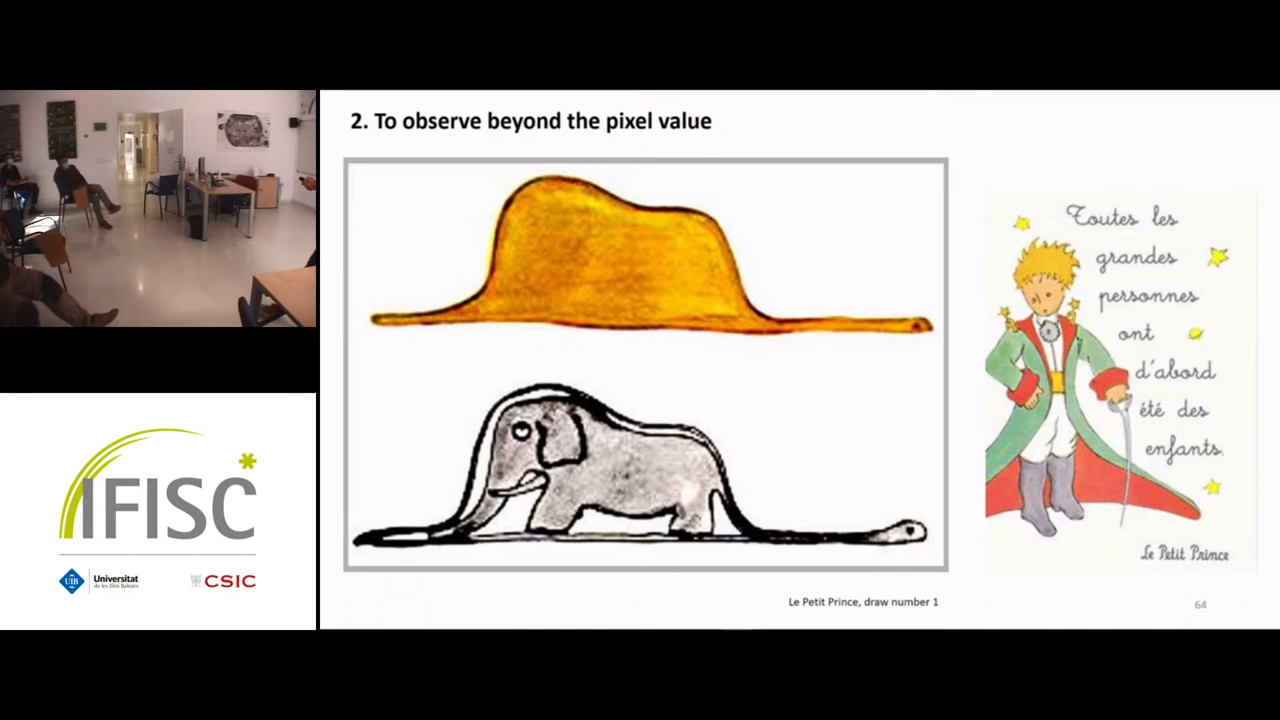 2. To observe beyond the pixel value
Toutes les
grandes
personnes
ont
d'abord
été des
enfants.
Le Petit Prince
Le Petit Prince, draw number 1
64
IFISC
UIB
Universitat
de les Illes Balears
CSIC